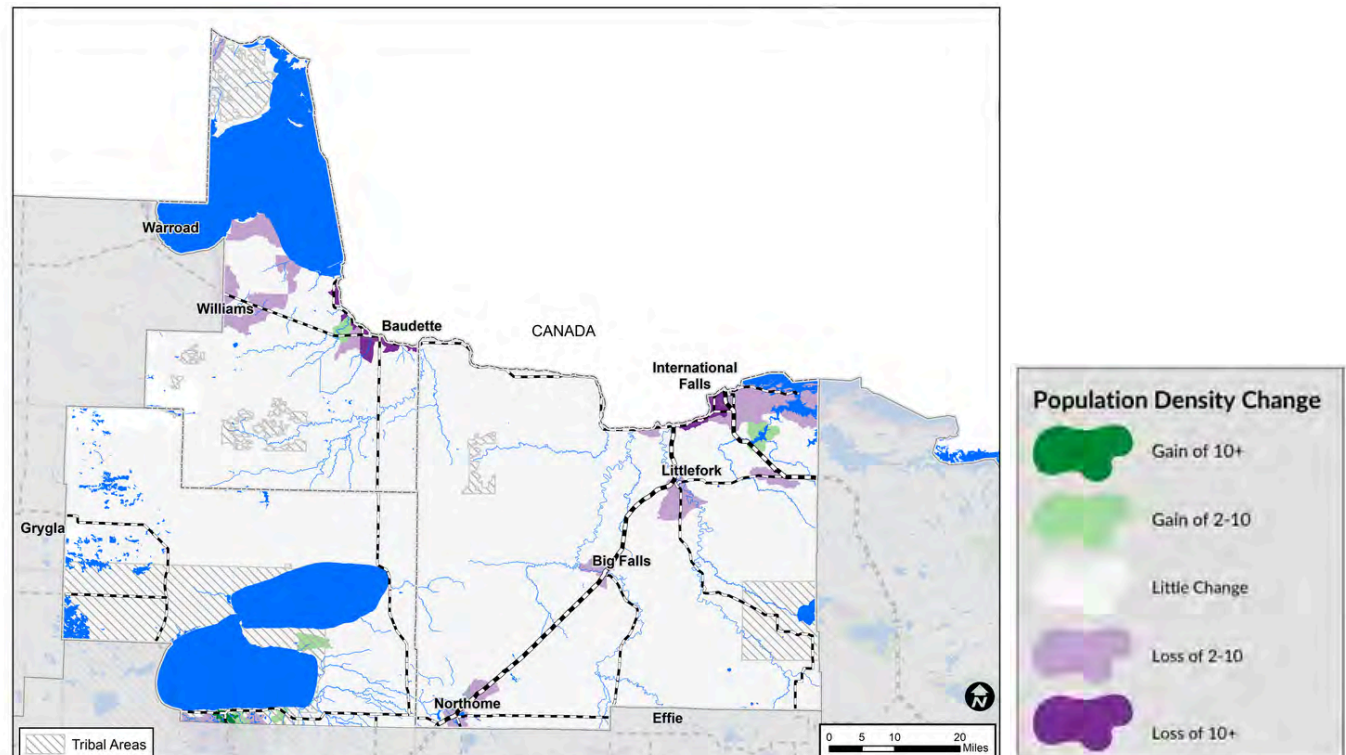 Warroad
Williams
Baudette
CANADA
International
Falls
Littlefork
Grygla
Big Falls
Northome
Effie
N
Tribal Areas
0 5 10 20
Miles
Population Density Change
Gain of 10+
Gain of 2-10
Little Change
Loss of 2-10
Loss of 10+